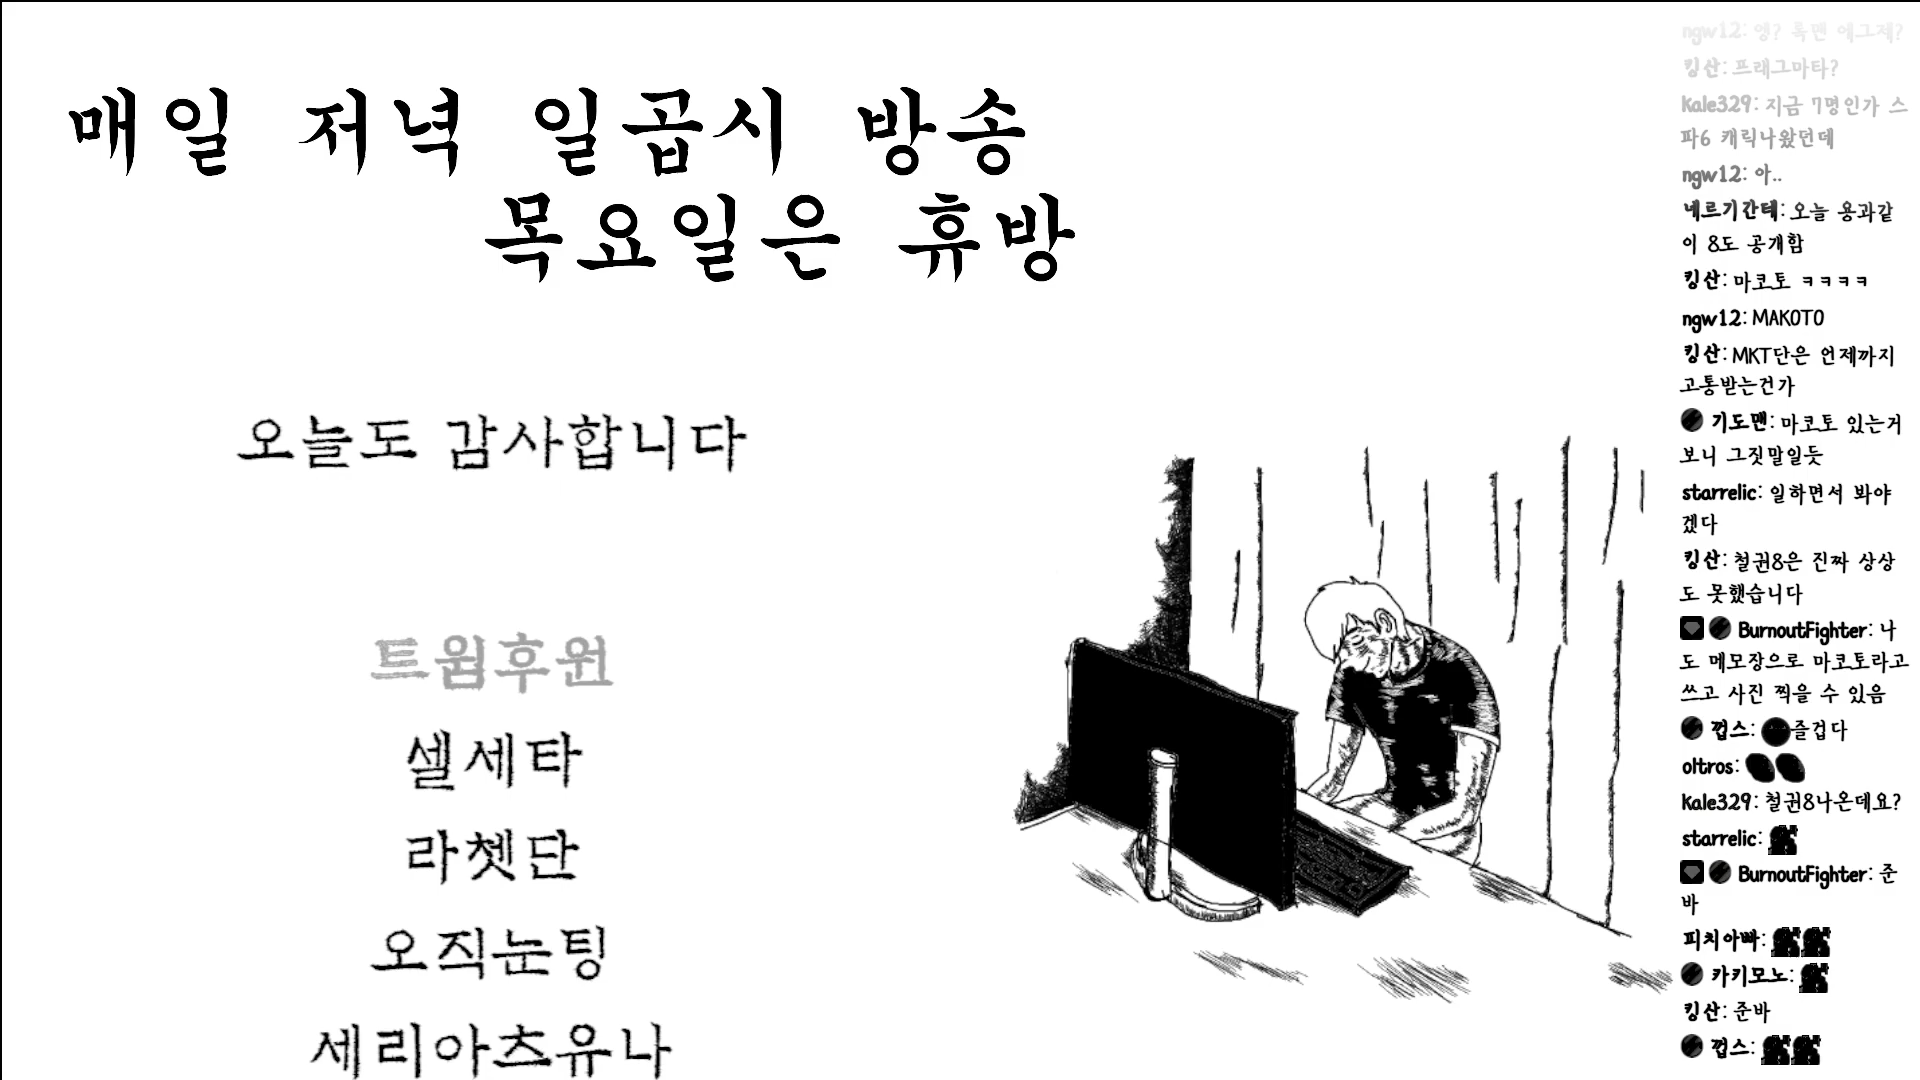 매일 저녁 일곱시 방송
목요일은 휴방
오늘도 감사합니다
트윕후원
셀세타
라쳇단
오직눈팅
세리아츠유나
ngw12: 엥? 록맨 에그제?
킹산: 프래그마타?
kale329: 지금 7명인가 스
파6 캐릭나왔던데
ngw12: 아..
네르기간테: 오늘 용과같
이 8도 공개함
킹산: 마코토 ㅋㅋㅋㅋ
ngw12: MAKOTO
킹산: MKT단은 언제까지
고통받는건가
기도맨: 마코토 있는거
보니 그짓말일듯
starrelic: 일하면서 봐야
겠다
킹산: 철권8은 진짜 상상
도 못했습니다
BurnoutFighter: 나
도 메모장으로 마코토라고
쓰고 사진 찍을 수 있음
껍스: 즐겁다
oltros:
kale329: 철권8나온데요?
starrelic:
BurnoutFighter: 준
바
피치아빠:
카키모노:
킹산: 준바
껍스: